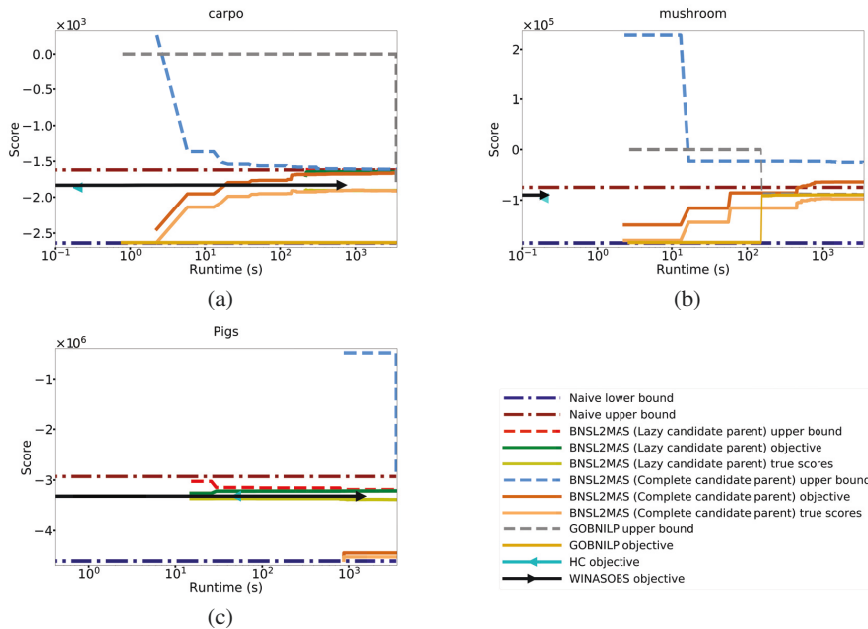 carpo
×10³
0.0
−0.5
−1.0
−1.5
−2.0
−2.5
Score
10⁻¹ 10⁰ 10¹ 10² 10³
Runtime (s)
(a)
mushroom
×10⁵
2
1
0
−1
Score
10⁻¹ 10⁰ 10¹ 10² 10³
Runtime (s)
(b)
Pigs
×10⁶
−1
−2
−3
−4
Score
10⁰ 10¹ 10² 10³
Runtime (s)
(c)
Naive lower bound
Naive upper bound
BNSL2MAS (Lazy candidate parent) upper bound
BNSL2MAS (Lazy candidate parent) objective
BNSL2MAS (Lazy candidate parent) true scores
BNSL2MAS (Complete candidate parent) upper bound
BNSL2MAS (Complete candidate parent) objective
BNSL2MAS (Complete candidate parent) true scores
GOBNILP upper bound
GOBNILP objective
HC objective
WINASOBS objective